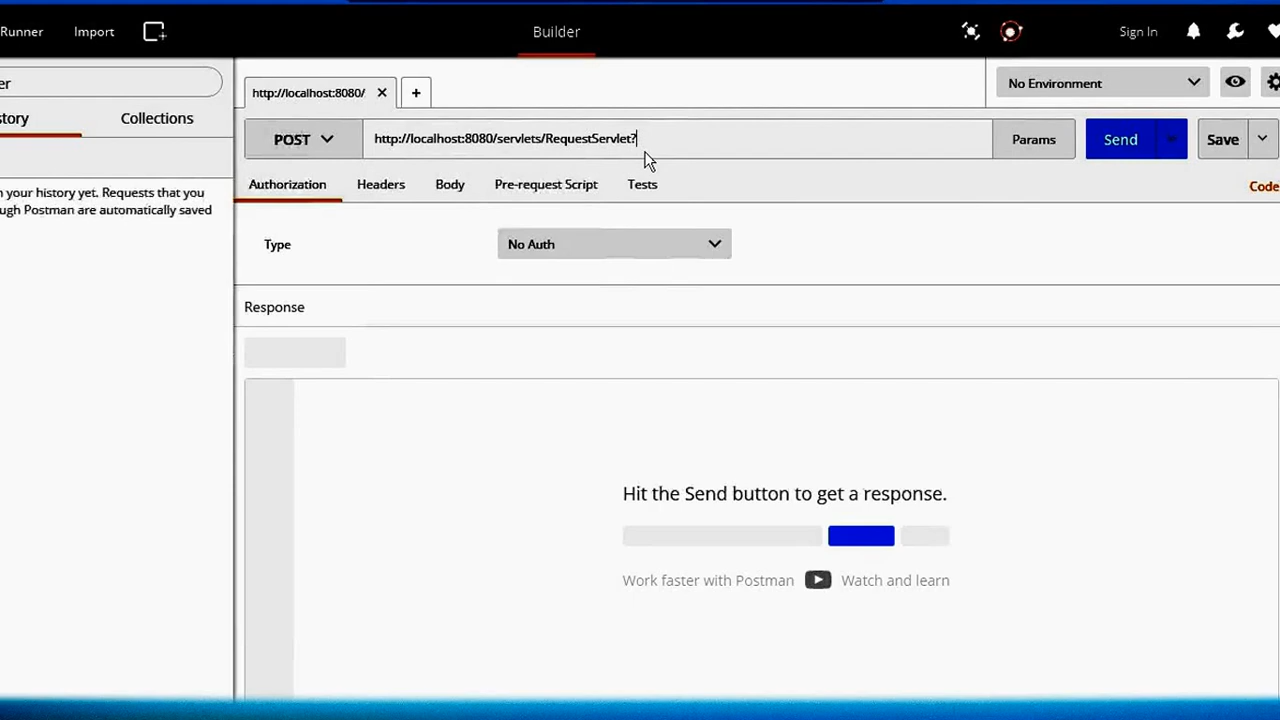 Runner Import Builder Sign In
er http://localhost:8080/ No Environment
story Collections
POST http://localhost:8080/servlets/RequestServlet? Params Send Save
n your history yet. Requests that you
ugh Postman are automatically saved
Authorization Headers Body Pre-request Script Tests Code
Type No Auth
Response
Hit the Send button to get a response.
Work faster with Postman Watch and learn